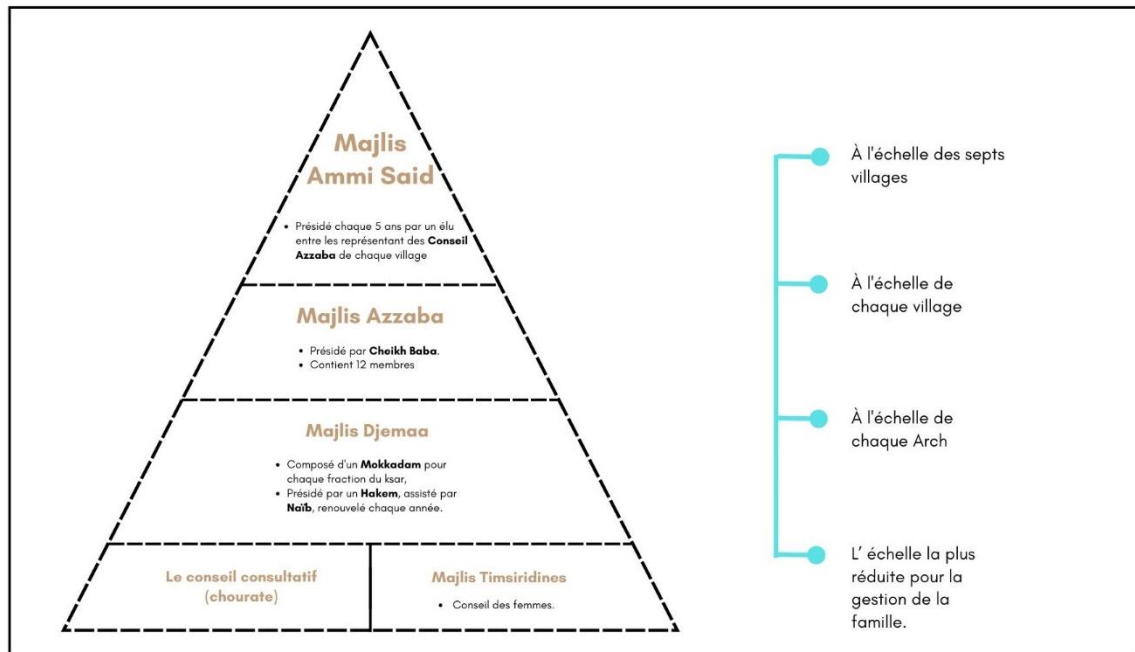 Majlis
Ammi Said
• Présidé chaque 5 ans par un élu
entre les représentant des Conseil
Azzaba de chaque village
Majlis Azzaba
• Présidé par Cheikh Baba.
• Contient 12 membres
Majlis Djemaa
• Composé d'un Mokkadam pour
chaque fraction du ksar,
• Présidé par un Hakem, assisté par
Naïb, renouvelé chaque année.
Le conseil consultatif
(chourate)
Majlis Timsiridines
• Conseil des femmes.
À l'échelle des septs
villages
À l'échelle de
chaque village
À l'échelle de
chaque Arch
L’ échelle la plus
réduite pour la
gestion de la
famille.